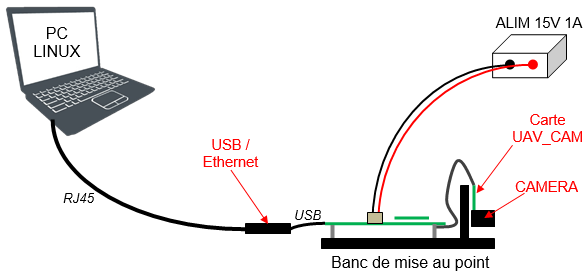 PC
LINUX
ALIM 15V 1A
Carte
UAV_CAM
USB /
Ethernet
CAMERA
RJ45
USB
Banc de mise au point